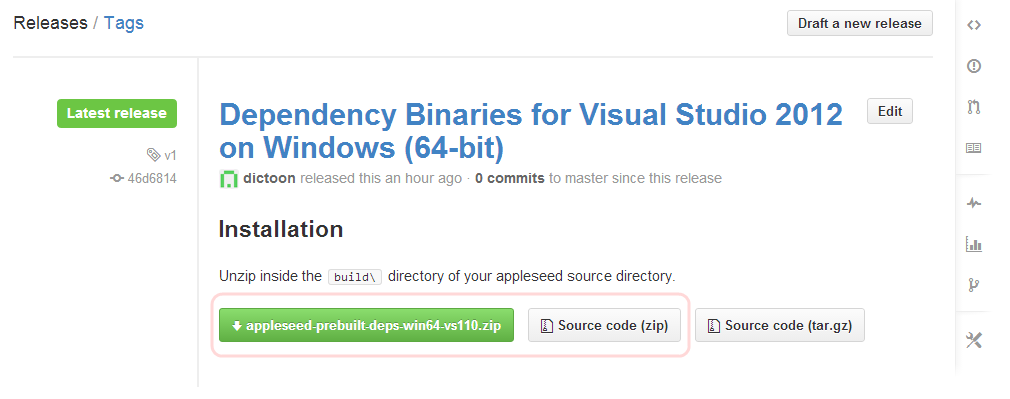 Releases / Tags
Draft a new release
Latest release
v1
46d6814
Dependency Binaries for Visual Studio 2012
on Windows (64-bit)
Edit
dictoon released this an hour ago · 0 commits to master since this release
Installation
Unzip inside the build\ directory of your appleseed source directory.
appleseed-prebuilt-deps-win64-vs110.zip
Source code (zip)
Source code (tar.gz)